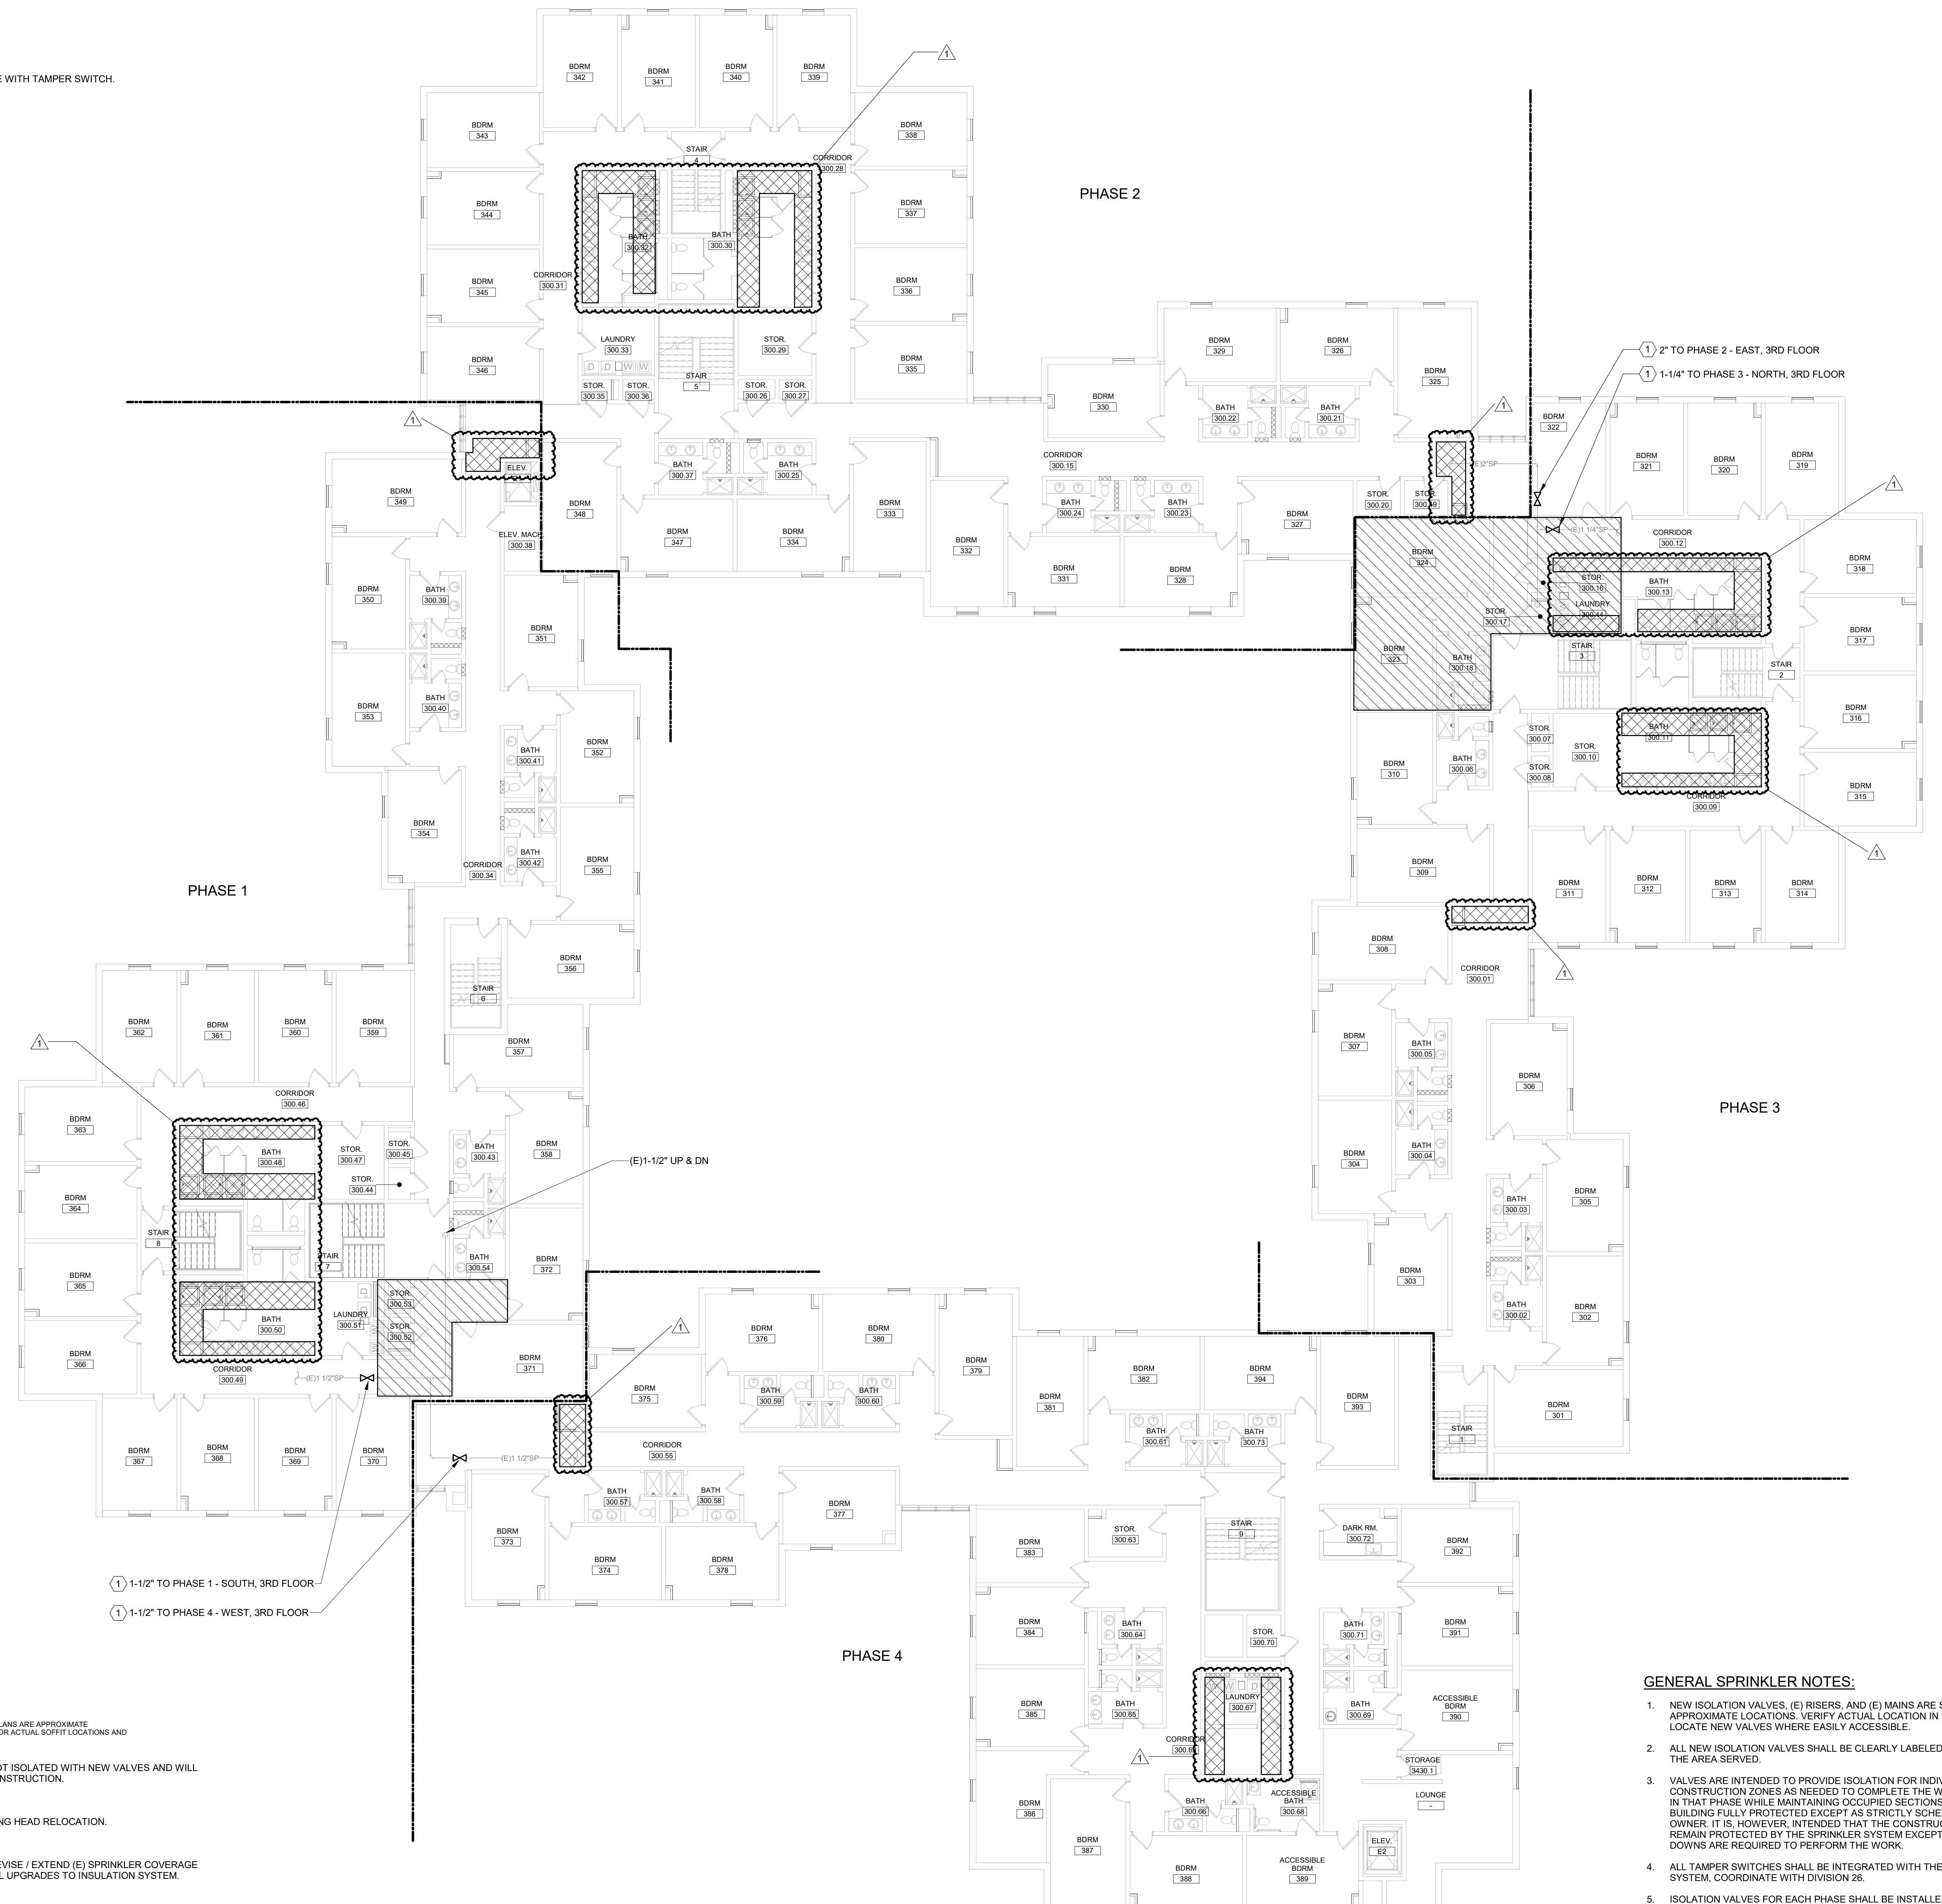 E WITH TAMPER SWITCH.
1
BDRM
342
BDRM
341
BDRM
340
BDRM
339
BDRM
343
BDRM
338
STAIR
4
CORRIDOR
300.28
BDRM
344
BDRM
337
BATH
300.32
BATH
300.30
PHASE 2
CORRIDOR
300.31
BDRM
345
BDRM
336
LAUNDRY
300.33
D D W W
STOR.
300.29
BDRM
346
BDRM
335
STAIR
5
STOR.
300.35
STOR.
300.36
STOR.
300.26
STOR.
300.27
BDRM
329
BDRM
326
BDRM
325
BDRM
330
1 2" TO PHASE 2 - EAST, 3RD FLOOR
1 1-1/4" TO PHASE 3 - NORTH, 3RD FLOOR
1
1
BATH
300.22
BATH
300.21
BDRM
322
BDRM
321
BDRM
320
BDRM
319
ELEV.
BDRM
349
BATH
300.37
BATH
300.25
CORRIDOR
300.15
(E)2"SP
1
BDRM
348
BDRM
333
BATH
300.24
BATH
300.23
STOR.
300.20
STOR.
BDRM
327
ELEV. MACH.
300.38
BDRM
347
BDRM
334
BDRM
332
(E)1 1/4"SP
CORRIDOR
300.12
BDRM
324
BDRM
318
BDRM
331
BDRM
328
BDRM
350
BATH
300.39
STOR.
300.16
BATH
300.13
LAUNDRY
300.14
STOR.
300.17
BDRM
351
BDRM
317
BDRM
323
BATH
300.18
STAIR
3
STAIR
2
BDRM
353
BATH
300.40
BDRM
316
BDRM
352
BATH
300.41
STOR.
300.07
BATH
300.11
STOR.
300.10
BDRM
310
BATH
300.06
STOR.
300.08
BDRM
315
CORRIDOR
300.09
BDRM
354
BATH
300.42
BDRM
355
CORRIDOR
300.34
1
BDRM
309
BDRM
311
BDRM
312
BDRM
313
BDRM
314
PHASE 1
BDRM
308
1
CORRIDOR
300.01
BDRM
356
STAIR
6
BDRM
362
BDRM
361
BDRM
360
BDRM
359
1
BDRM
357
BDRM
307
BATH
300.05
BDRM
306
PHASE 3
CORRIDOR
300.46
BDRM
363
BATH
300.48
STOR.
300.47
STOR.
300.45
BATH
300.43
BDRM
358
(E)1-1/2" UP & DN
BDRM
304
BATH
300.04
STOR.
300.44
BDRM
364
BATH
300.03
BDRM
305
STAIR
8
STAIR
7
BATH
300.54
BDRM
372
BDRM
303
BDRM
365
STOR.
300.53
LAUNDRY
300.51
BATH
300.50
STOR.
300.52
BATH
300.02
BDRM
302
1
BDRM
376
BDRM
380
BDRM
366
CORRIDOR
300.49
(E)1 1/2"SP
BDRM
371
BDRM
379
BDRM
382
BDRM
394
BDRM
375
BATH
300.59
BATH
300.60
BDRM
381
BDRM
393
BDRM
301
BATH
300.61
BATH
300.73
STAIR
1
BDRM
367
BDRM
368
BDRM
369
BDRM
370
(E)1 1/2"SP
CORRIDOR
300.55
BATH
300.57
BATH
300.58
BDRM
377
BDRM
373
BDRM
374
BDRM
378
STOR.
300.63
STAIR
9
DARK RM.
300.72
BDRM
383
BDRM
392
1 1-1/2" TO PHASE 1 - SOUTH, 3RD FLOOR
1 1-1/2" TO PHASE 4 - WEST, 3RD FLOOR
BDRM
384
BATH
300.64
STOR.
300.70
BATH
300.71
BDRM
391
PHASE 4
LAUNDRY
300.67
BDRM
385
BATH
300.65
BATH
300.69
ACCESSIBLE
BDRM
390
1
CORRIDOR
STORAGE
3430.1
BDRM
386
BATH
300.66
ACCESSIBLE
BATH
300.68
LOUNGE
-
BDRM
387
BDRM
388
ACCESSIBLE
BDRM
389
ELEV.
E2
LANS ARE APPROXIMATE
OR ACTUAL SOFFIT LOCATIONS AND
OT ISOLATED WITH NEW VALVES AND WILL
NSTRUCTION.
NG HEAD RELOCATION.
EVISE / EXTEND (E) SPRINKLER COVERAGE
L UPGRADES TO INSULATION SYSTEM.
GENERAL SPRINKLER NOTES:
1. NEW ISOLATION VALVES, (E) RISERS, AND (E) MAINS ARE S
APPROXIMATE LOCATIONS. VERIFY ACTUAL LOCATION IN
LOCATE NEW VALVES WHERE EASILY ACCESSIBLE.
2. ALL NEW ISOLATION VALVES SHALL BE CLEARLY LABELED
THE AREA SERVED.
3. VALVES ARE INTENDED TO PROVIDE ISOLATION FOR INDIV
CONSTRUCTION ZONES AS NEEDED TO COMPLETE THE W
IN THAT PHASE WHILE MAINTAINING OCCUPIED SECTIONS
BUILDING FULLY PROTECTED EXCEPT AS STRICTLY SCHE
OWNER. IT IS, HOWEVER, INTENDED THAT THE CONSTRUC
REMAIN PROTECTED BY THE SPRINKLER SYSTEM EXCEPT
DOWNS ARE REQUIRED TO PERFORM THE WORK.
4. ALL TAMPER SWITCHES SHALL BE INTEGRATED WITH THE
SYSTEM, COORDINATE WITH DIVISION 26.
5. ISOLATION VALVES FOR EACH PHASE SHALL BE INSTALLE